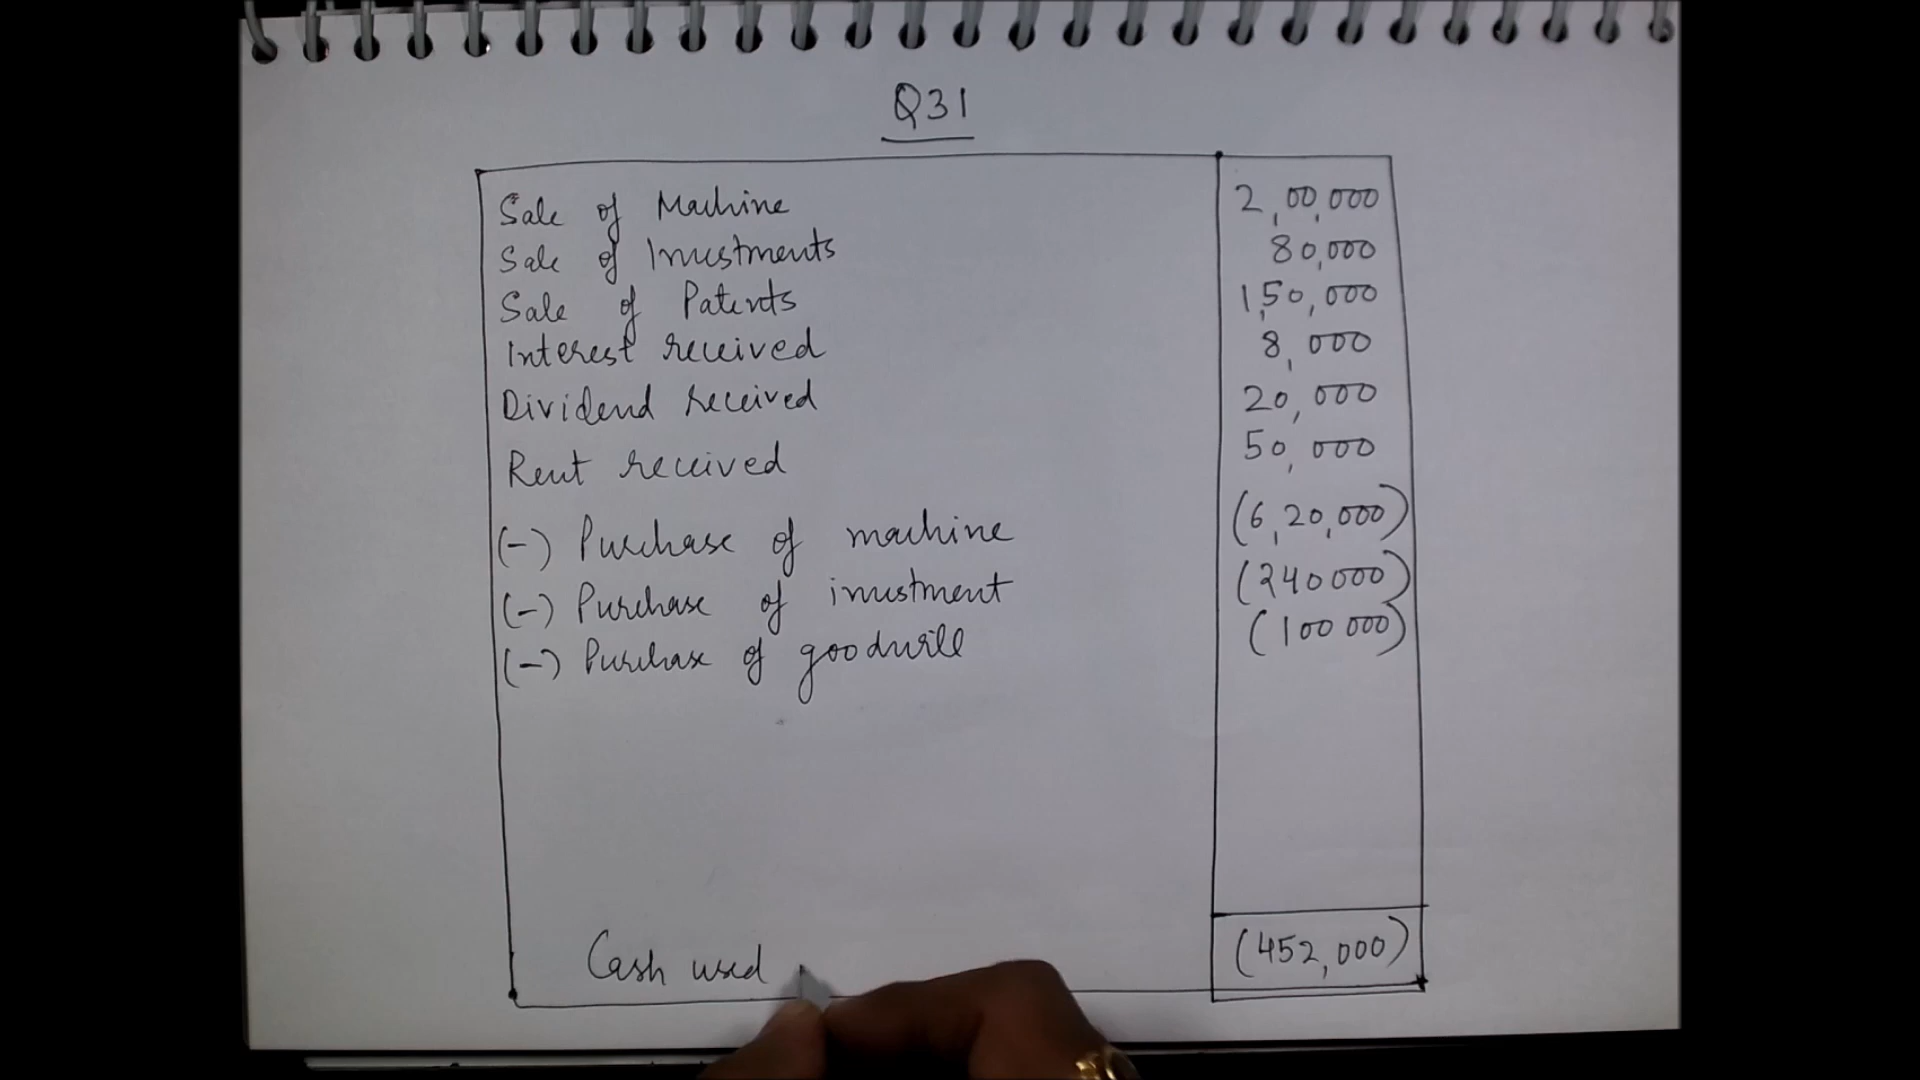 Q31
Sale of Machine 2,00,000
Sale of Investments 80,000
Sale of Patents 1,50,000
Interest received 8,000
Dividend received 20,000
Rent received 50,000
(-) Purchase of machine (6,20,000)
(-) Purchase of investment (240000)
(-) Purchase of goodwill (100000)
Cash used (452,000)